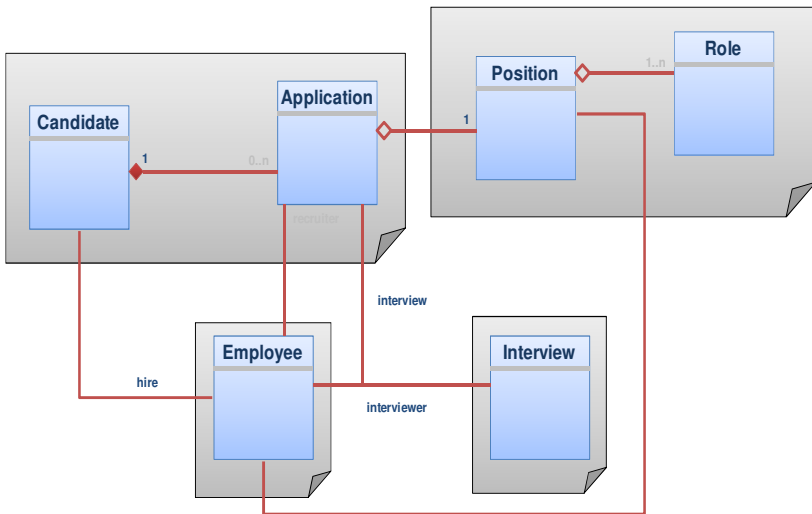 Role
1..n
Position
Application
Candidate
1
1
0..n
recruiter
interview
Employee
Interview
hire
interviewer